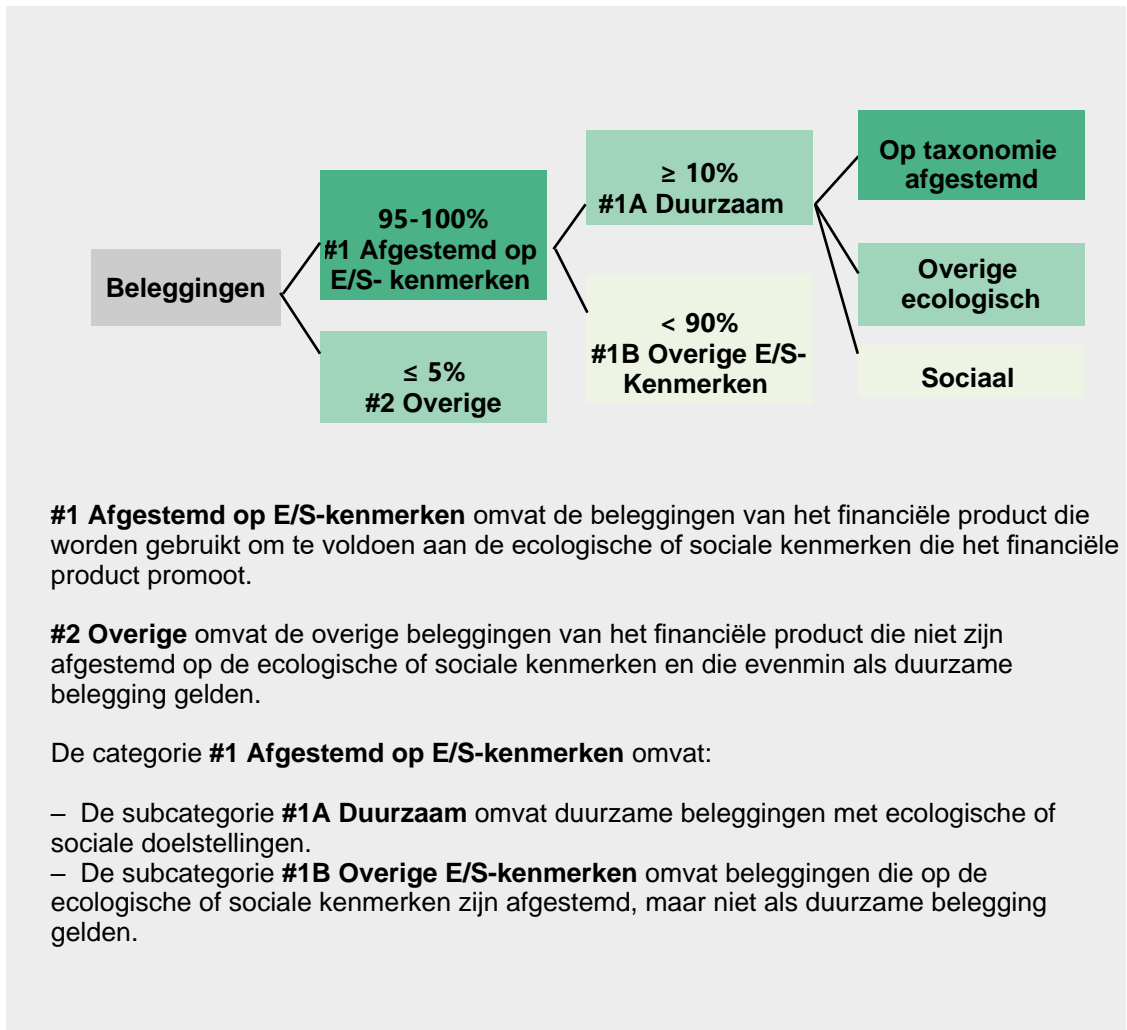 Beleggingen
95-100%
#1 Afgestemd op
E/S- kenmerken
≤ 5%
#2 Overige
≥ 10%
#1A Duurzaam
< 90%
#1B Overige E/S-
Kenmerken
Op taxonomie
afgestemd
Overige
ecologisch
Sociaal
#1 Afgestemd op E/S-kenmerken omvat de beleggingen van het financiële product die
worden gebruikt om te voldoen aan de ecologische of sociale kenmerken die het financiële
product promoot.
#2 Overige omvat de overige beleggingen van het financiële product die niet zijn
afgestemd op de ecologische of sociale kenmerken en die evenmin als duurzame
belegging gelden.
De categorie #1 Afgestemd op E/S-kenmerken omvat:
– De subcategorie #1A Duurzaam omvat duurzame beleggingen met ecologische of
sociale doelstellingen.
– De subcategorie #1B Overige E/S-kenmerken omvat beleggingen die op de
ecologische of sociale kenmerken zijn afgestemd, maar niet als duurzame belegging
gelden.